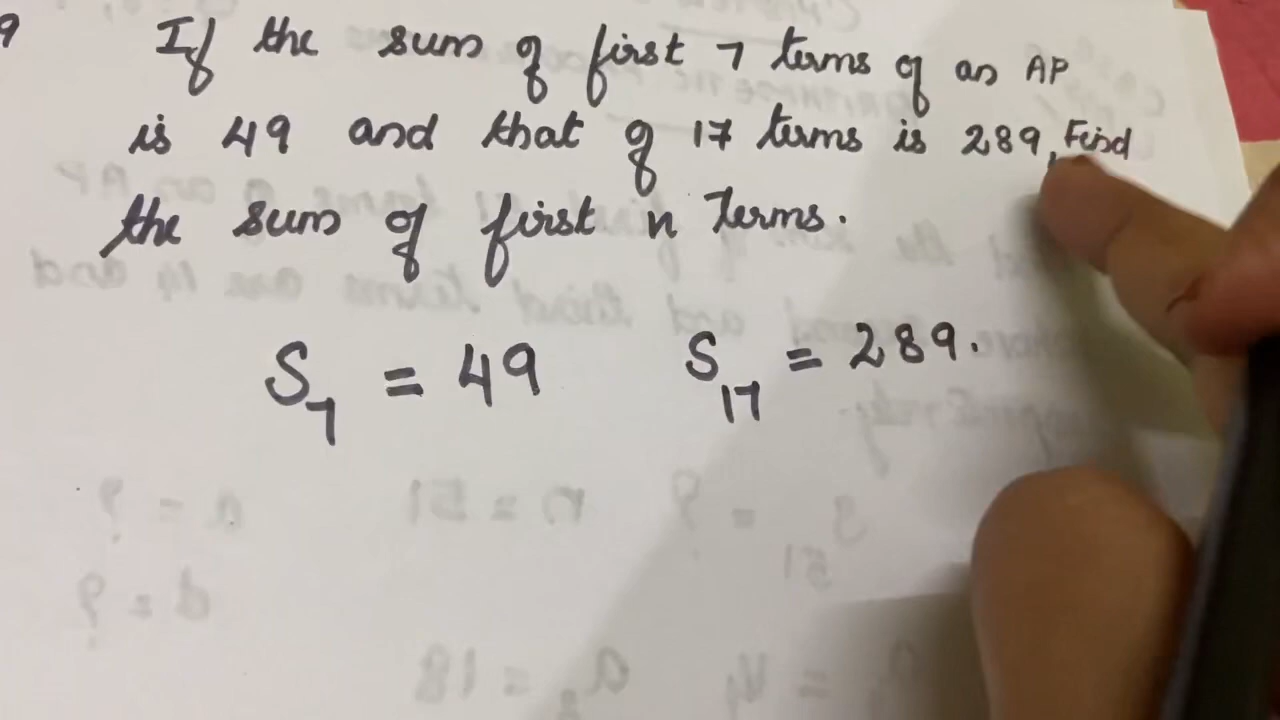 9
If the sum of first 7 terms of an AP
is 49 and that of 17 terms is 289, Find
the sum of first n terms.
S₇ = 49 S₁₇ = 289.